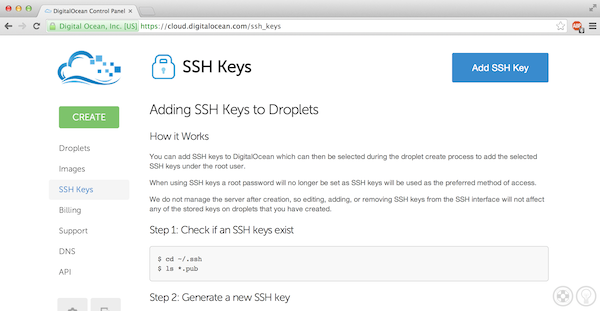 DigitalOcean Control Panel
Digital Ocean, Inc. [US]
https://cloud.digitalocean.com/ssh_keys
SSH Keys
Add SSH Key
CREATE
Droplets
Images
SSH Keys
Billing
Support
DNS
API
Adding SSH Keys to Droplets
How it Works
You can add SSH keys to DigitalOcean which can then be selected during the droplet create process to add the selected
SSH keys under the root user.
When using SSH keys a root password will no longer be set as SSH keys will be used as the preferred method of access.
We do not manage the server after creation, so editing, adding, or removing SSH keys from the SSH interface will not affect
any of the stored keys on droplets that you have created.
Step 1: Check if an SSH keys exist
$ cd ~/.ssh
$ ls *.pub
Step 2: Generate a new SSH key